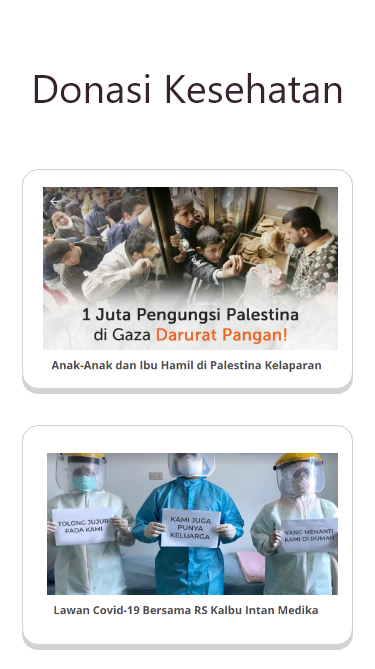 Donasi Kesehatan
1 Juta Pengungsi Palestina
di Gaza Darurat Pangan!
Anak-Anak dan Ibu Hamil di Palestina Kelaparan
TOLONG JUJUR
PADA KAMI
KAMI JUGA
PUNYA
KELUARGA
YANG MENANTI
KAMI DI RUMAH
Lawan Covid-19 Bersama RS Kalbu Intan Medika